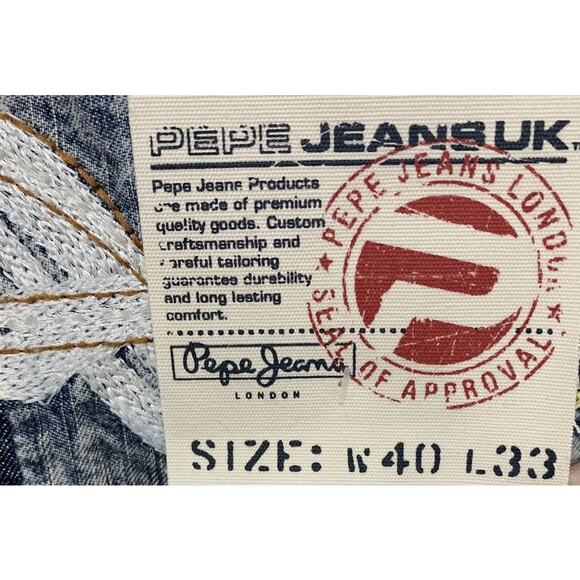 PEPE JEANS UK
TM
Pepe Jeans Products
are made of premium
quality goods. Custom
craftsmanship and
careful tailoring
guarantee durability
and long lasting
comfort.
PEPE JEANS LONDON
SEAL OF APPROVAL
Pepe Jeans
LONDON
SIZE: W40 L33